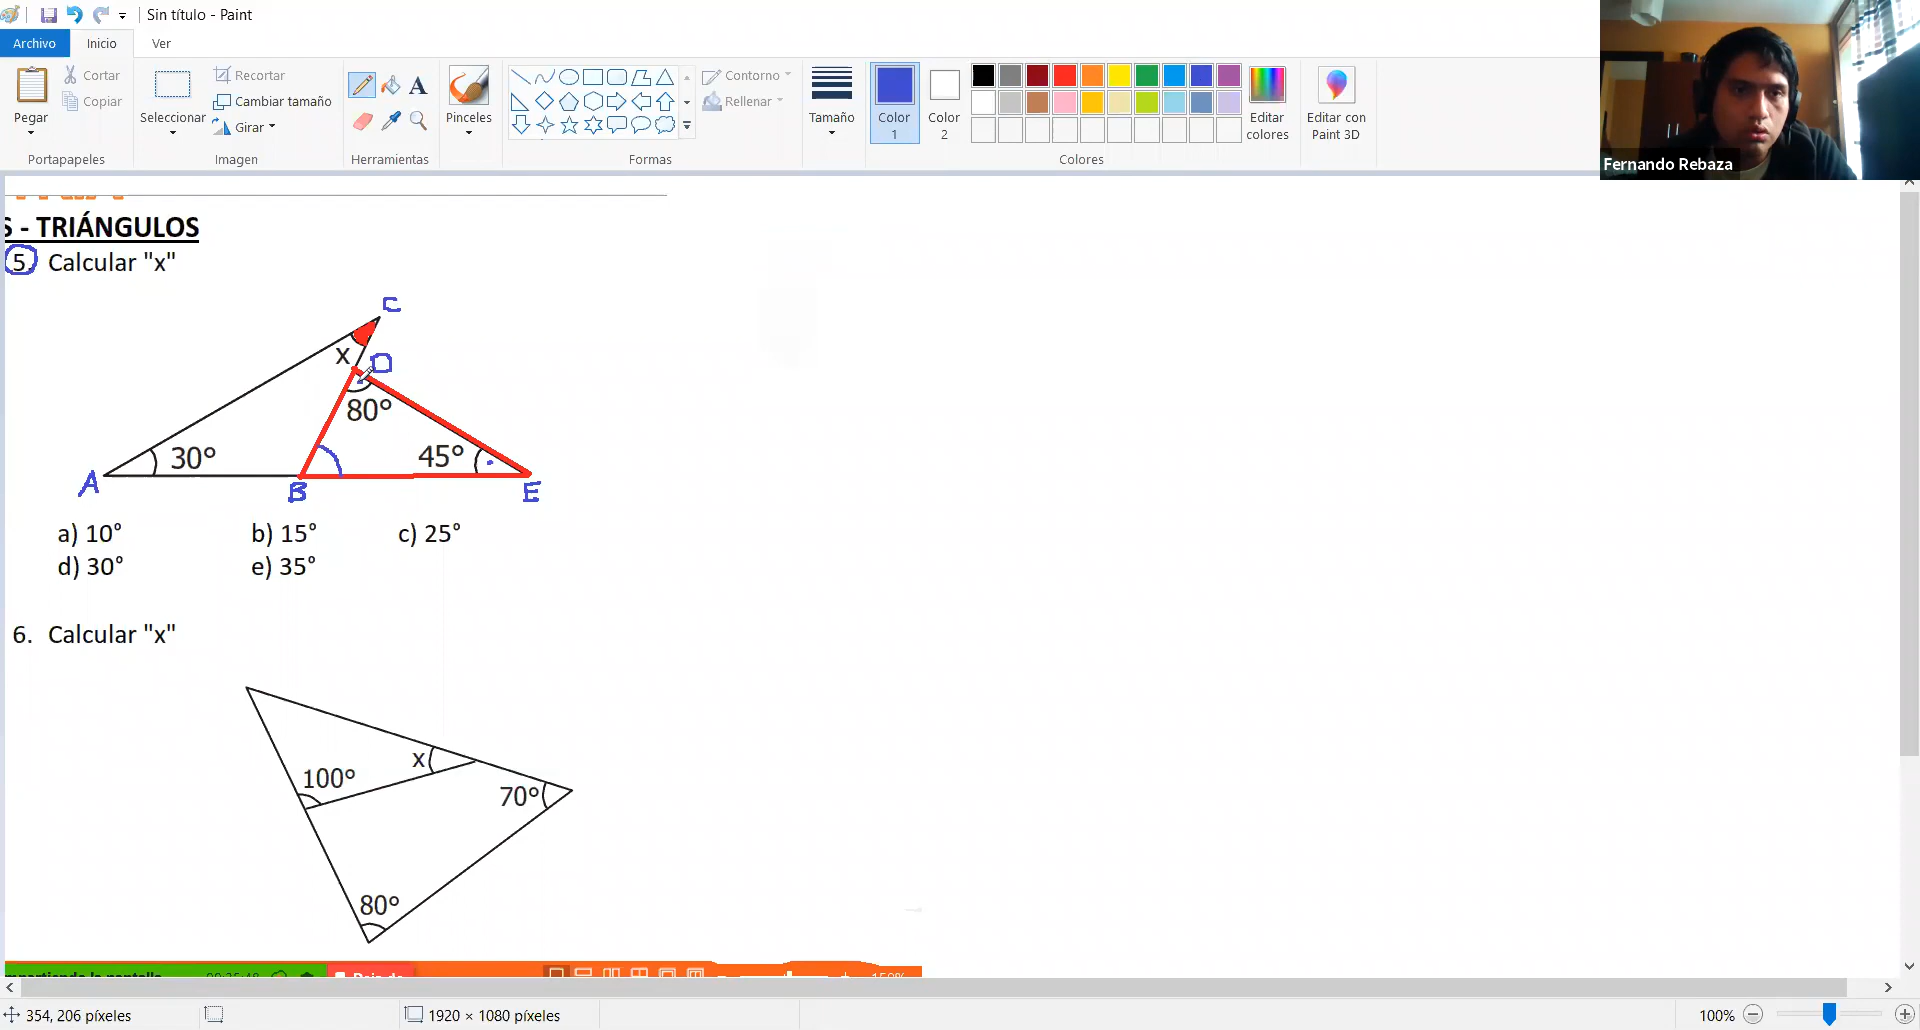 Sin título - Paint
Archivo Inicio Ver
Pegar
Cortar
Copiar
Portapapeles
Seleccionar
Recortar
Cambiar tamaño
Girar
Imagen
A
Herramientas
Pinceles
Contorno
Rellenar
Formas
Tamaño
Color
1
Color
2
Editar
colores
Editar con
Paint 3D
Colores
Fernando Rebaza
S - TRIÁNGULOS
5. Calcular "x"
C
x
D
80°
30°
45°
A
B
E
a) 10° b) 15° c) 25°
d) 30° e) 35°
6. Calcular "x"
x
100°
70°
80°
150%
354, 206 píxeles
1920 × 1080 píxeles
100%